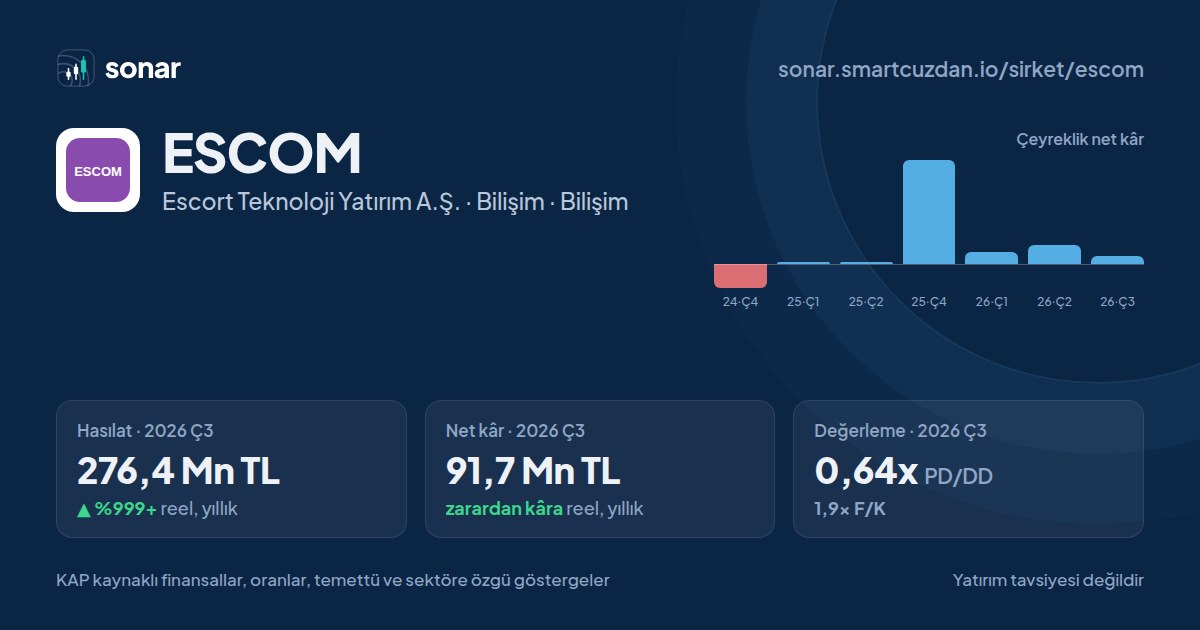 sonar
sonar.smartcuzdan.io/sirket/escom
ESCOM
ESCOM
Escort Teknoloji Yatırım A.Ş. · Bilişim · Bilişim
Çeyreklik net kâr
24·Ç4 25·Ç1 25·Ç2 25·Ç4 26·Ç1 26·Ç2 26·Ç3
Hasılat · 2026 Ç3
276,4 Mn TL
▲ %999+ reel, yıllık
Net kâr · 2026 Ç3
91,7 Mn TL
zarardan kâra reel, yıllık
Değerleme · 2026 Ç3
0,64x PD/DD
1,9× F/K
KAP kaynaklı finansallar, oranlar, temettü ve sektöre özgü göstergeler
Yatırım tavsiyesi değildir